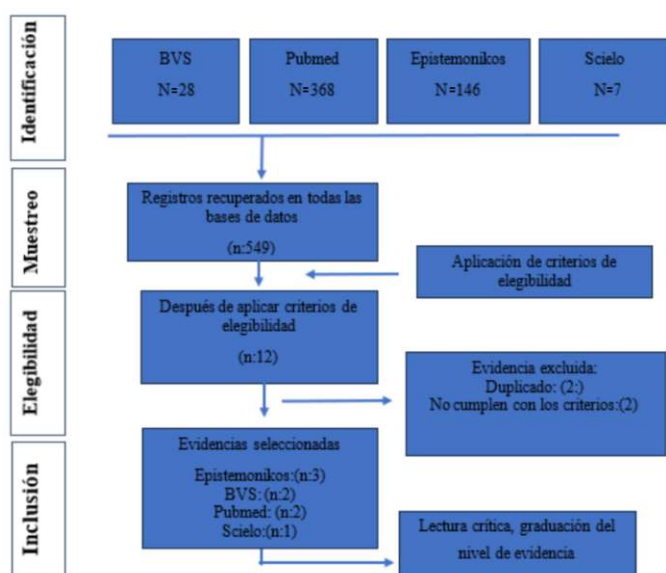 Identificación
BVS
N=28
Pubmed
N=368
Epistemonikos
N=146
Scielo
N=7
Muestreo
Registros recuperados en todas las
bases de datos
(n:549)
Aplicación de criterios de
elegibilidad
Elegibilidad
Después de aplicar criterios de
elegibilidad
(n:12)
Evidencia excluida:
Duplicado: (2:)
No cumplen con los criterios:(2)
Inclusión
Evidencias seleccionadas
Epistemonikos:(n:3)
BVS: (n:2)
Pubmed: (n:2)
Scielo:(n:1)
Lectura crítica, graduación del
nivel de evidencia